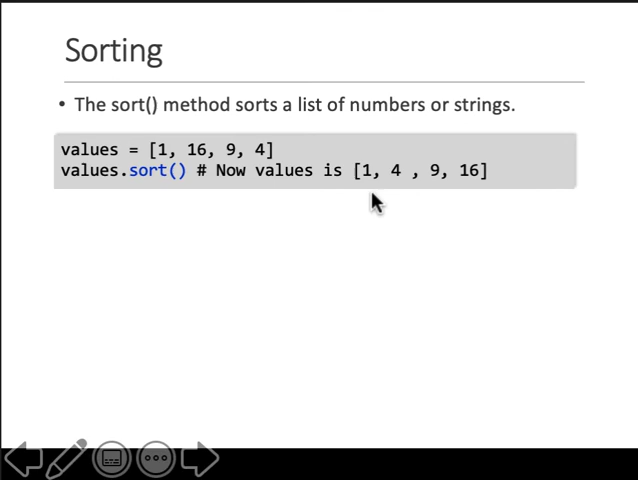 Sorting
• The sort() method sorts a list of numbers or strings.
values = [1, 16, 9, 4]
values.sort() # Now values is [1, 4 , 9, 16]